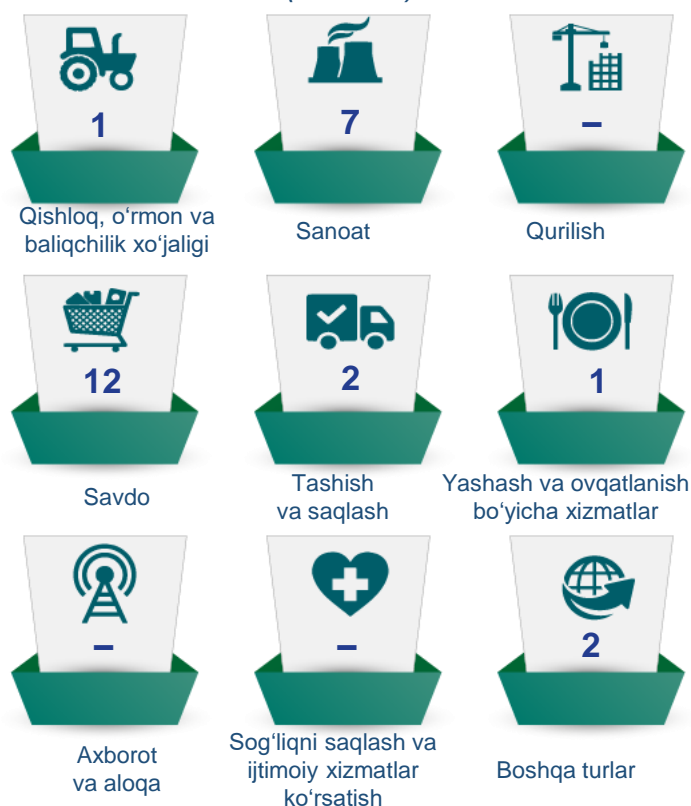 1
7
–
Qishloq, o‘rmon va
baliqchilik xo‘jaligi
Sanoat
Qurilish
12
2
1
Savdo
Tashish
va saqlash
Yashash va ovqatlanish
bo‘yicha xizmatlar
–
–
2
Axborot
va aloqa
Sog‘liqni saqlash va
ijtimoiy xizmatlar
ko‘rsatish
Boshqa turlar